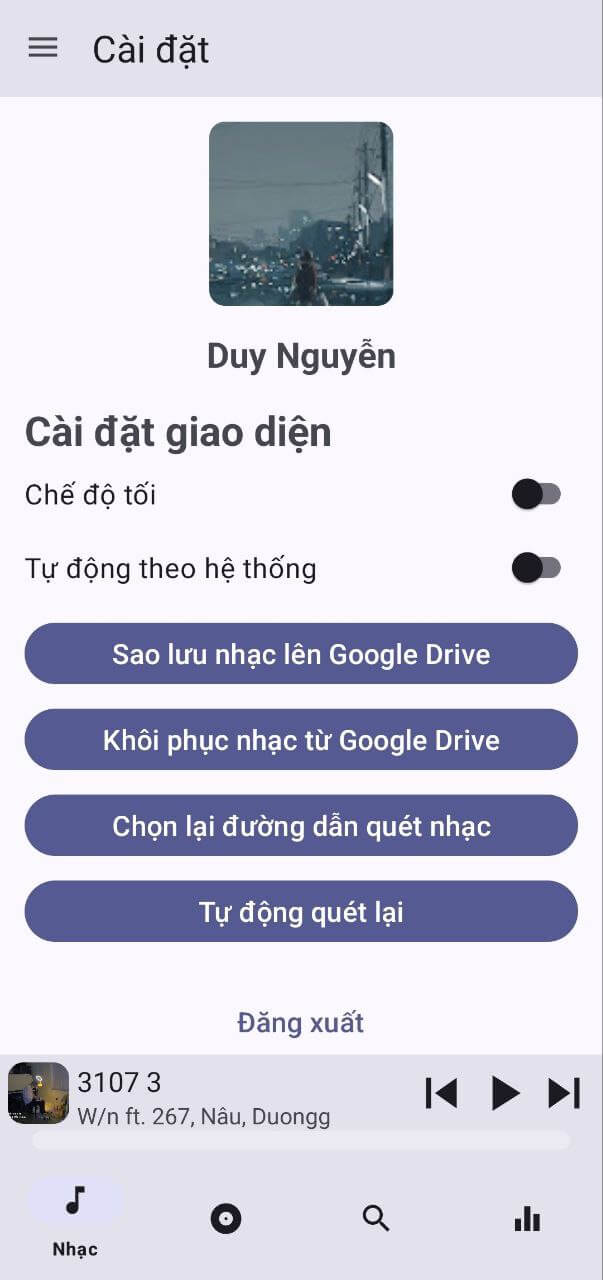 Cài đặt
Duy Nguyễn
Cài đặt giao diện
Chế độ tối
Tự động theo hệ thống
Sao lưu nhạc lên Google Drive
Khôi phục nhạc từ Google Drive
Chọn lại đường dẫn quét nhạc
Tự động quét lại
Đăng xuất
3107 3
W/n ft. 267, Nâu, Duongg
Nhạc